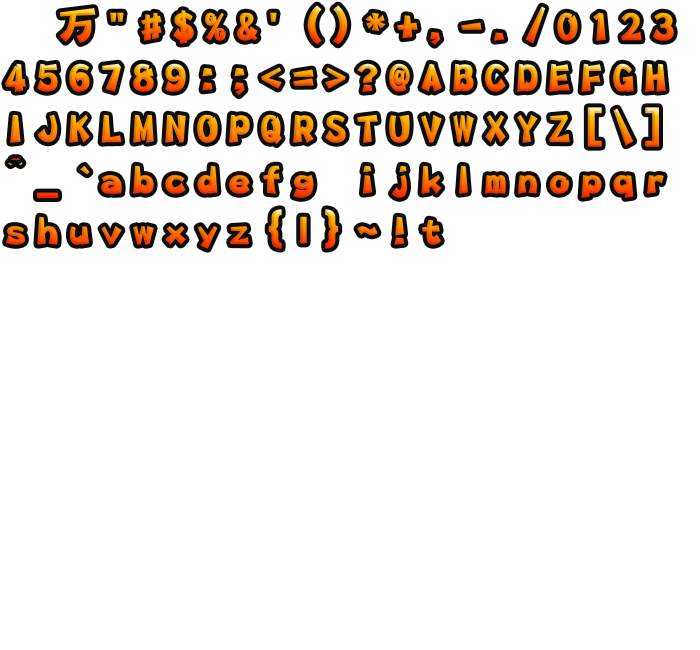 万"#$%&'()*+,-./0123
456789:;<=>?@ABCDEFGH
IJKLMNOPQRSTUVWXYZ[\]
^_`abcdefg ijklmnopqr
shuvwxyz{|}~!t